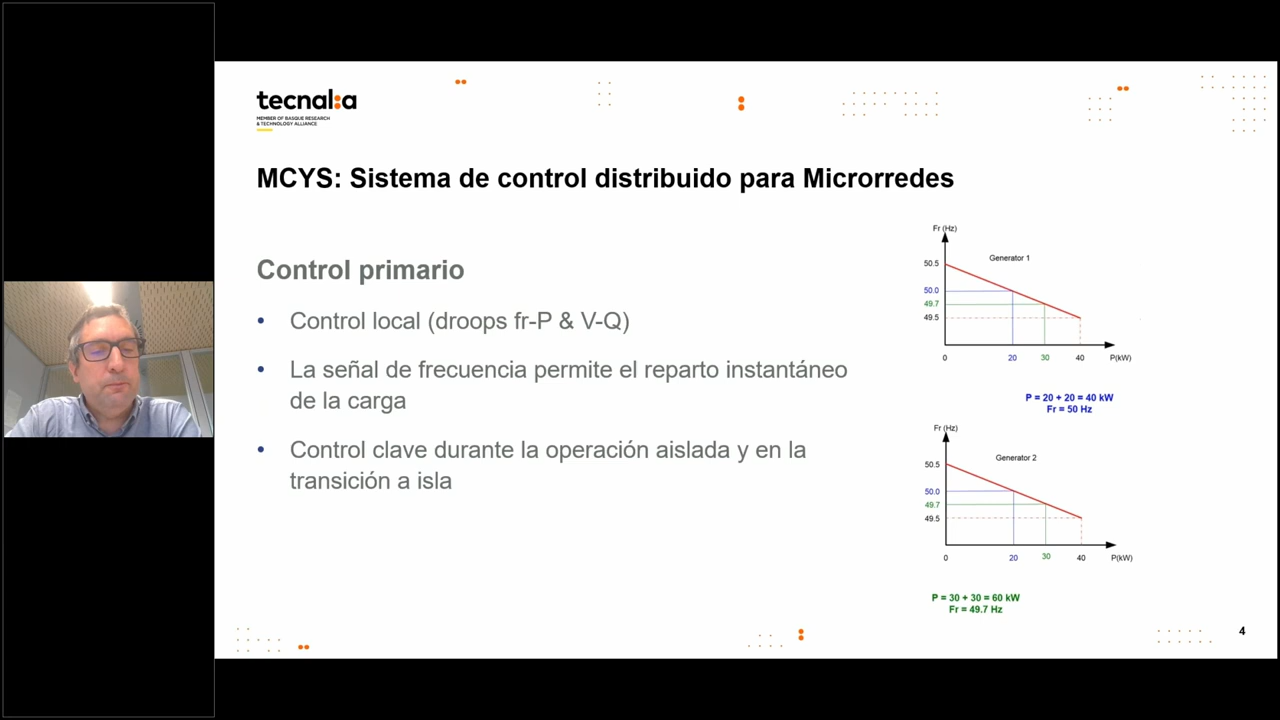 tecnal:a
MEMBER OF BASQUE RESEARCH
& TECHNOLOGY ALLIANCE
MCYS: Sistema de control distribuido para Microrredes
Control primario
• Control local (droops fr-P & V-Q)
• La señal de frecuencia permite el reparto instantáneo
de la carga
• Control clave durante la operación aislada y en la
transición a isla
Fr (Hz)
Generator 1
50.5
50.0
49.7
49.5
0 20 30 40 P(kW)
P = 20 + 20 = 40 kW
Fr = 50 Hz
Fr (Hz)
Generator 2
50.5
50.0
49.7
49.5
0 20 30 40 P(kW)
P = 30 + 30 = 60 kW
Fr = 49.7 Hz
4